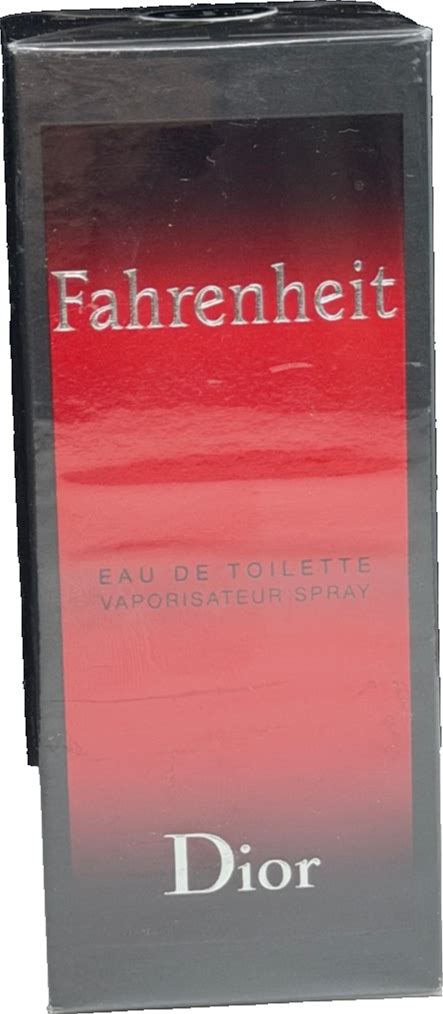 Fahrenheit
EAU DE TOILETTE
VAPORISATEUR SPRAY
Dior